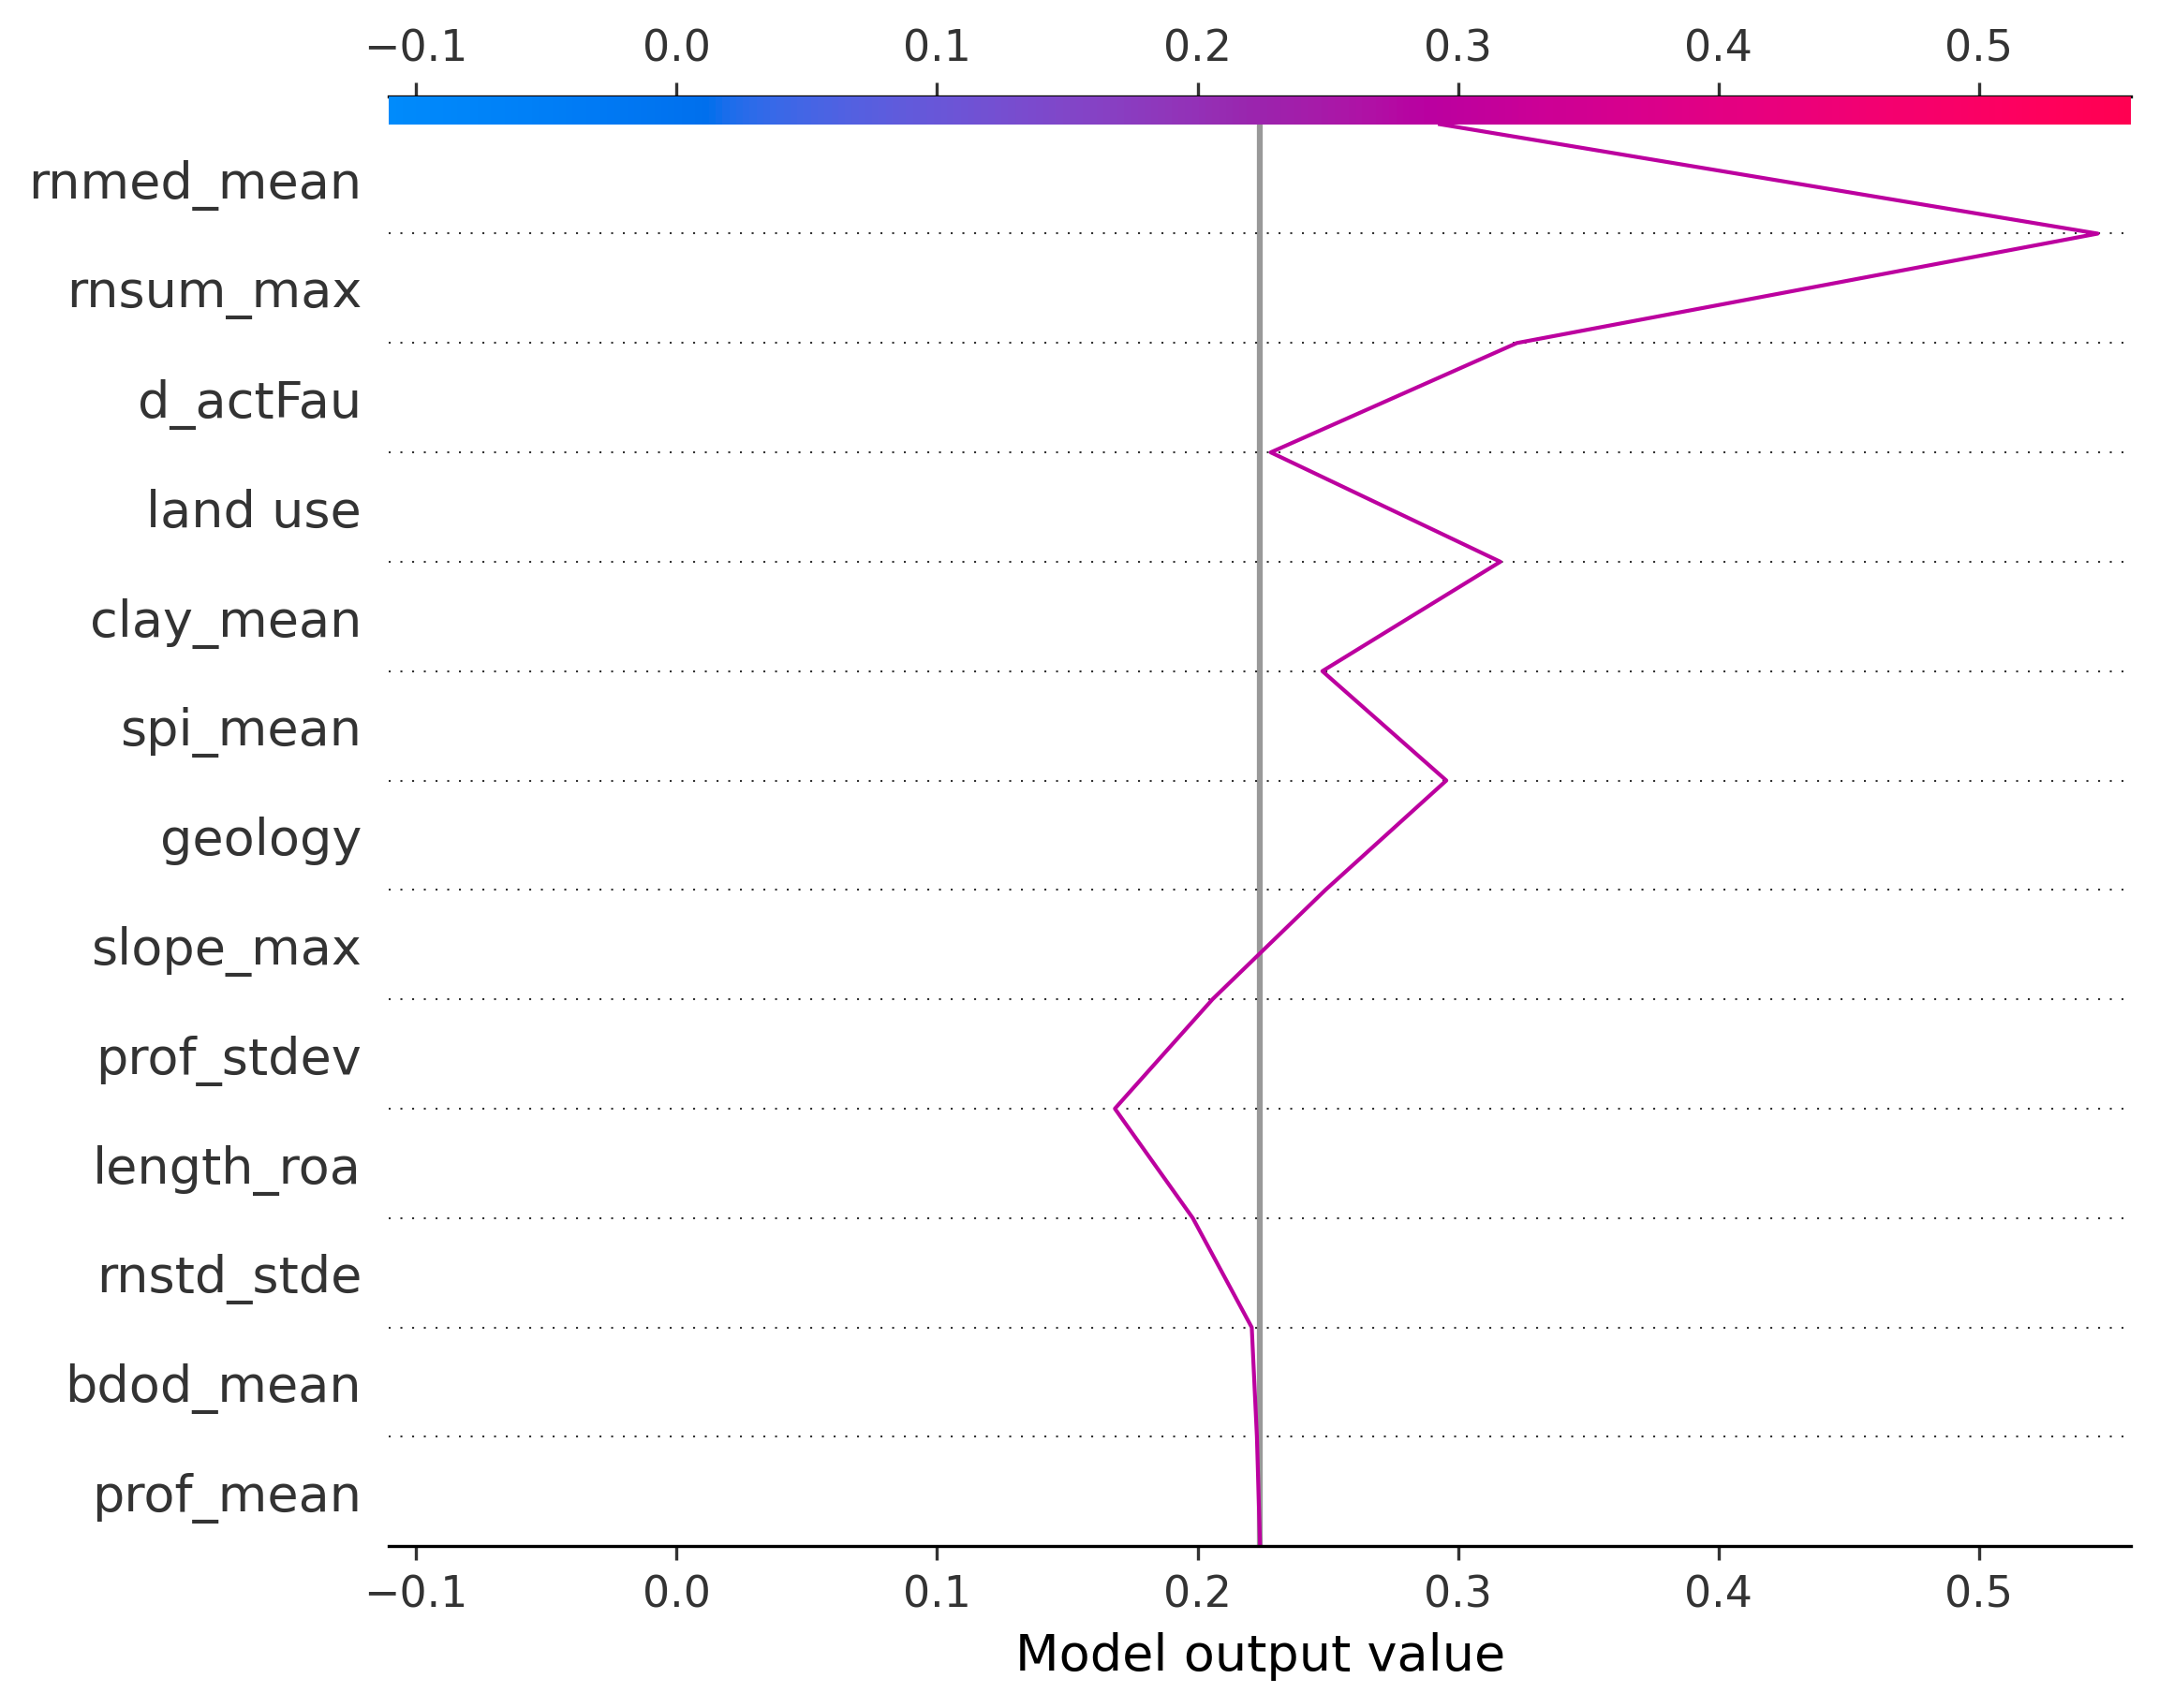 −0.1 0.0 0.1 0.2 0.3 0.4 0.5
rnmed_mean
rnsum_max
d_actFau
land use
clay_mean
spi_mean
geology
slope_max
prof_stdev
length_roa
rnstd_stde
bdod_mean
prof_mean
−0.1 0.0 0.1 0.2 0.3 0.4 0.5
Model output value